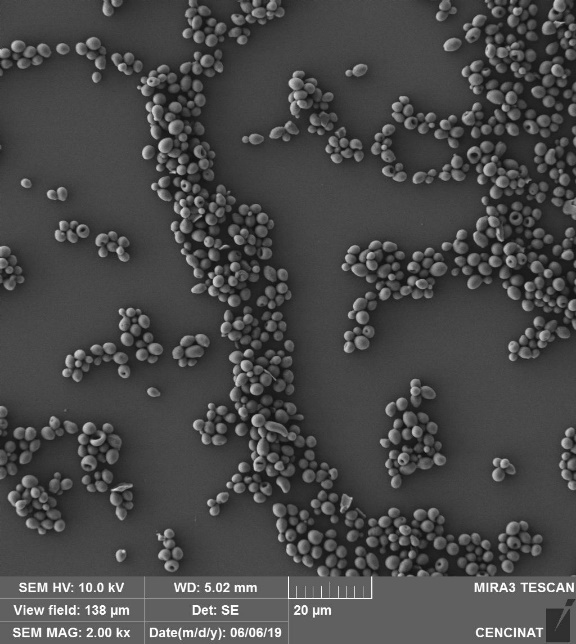 SEM HV: 10.0 kV WD: 5.02 mm MIRA3 TESCAN
View field: 138 µm Det: SE 20 µm
SEM MAG: 2.00 kx Date(m/d/y): 06/06/19 CENCINAT